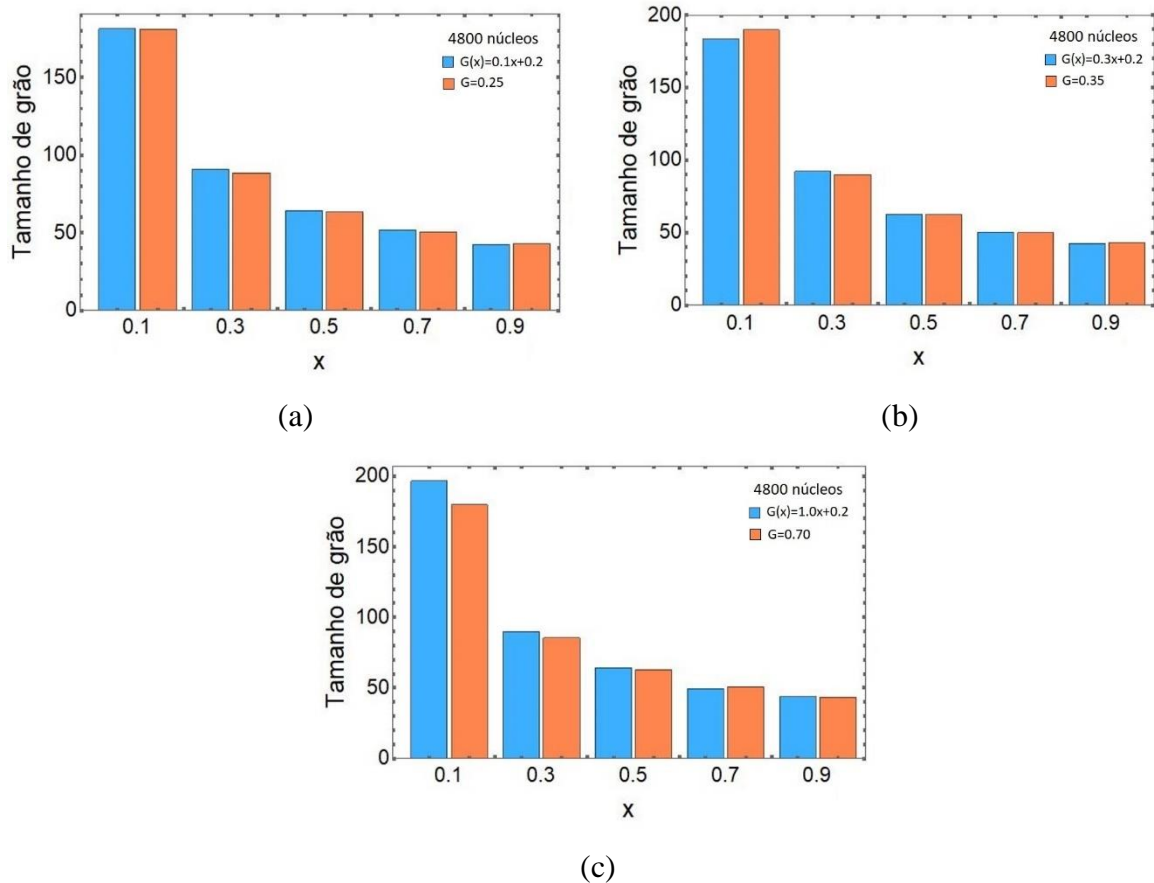 4800 núcleos
G(x)=0.1x+0.2
G=0.25
Tamanho de grão
150
100
50
0
0.1 0.3 0.5 0.7 0.9
x
(a)
200
4800 núcleos
G(x)=0.3x+0.2
G=0.35
Tamanho de grão
150
100
50
0
0.1 0.3 0.5 0.7 0.9
x
(b)
200
4800 núcleos
G(x)=1.0x+0.2
G=0.70
Tamanho de grão
150
100
50
0
0.1 0.3 0.5 0.7 0.9
x
(c)